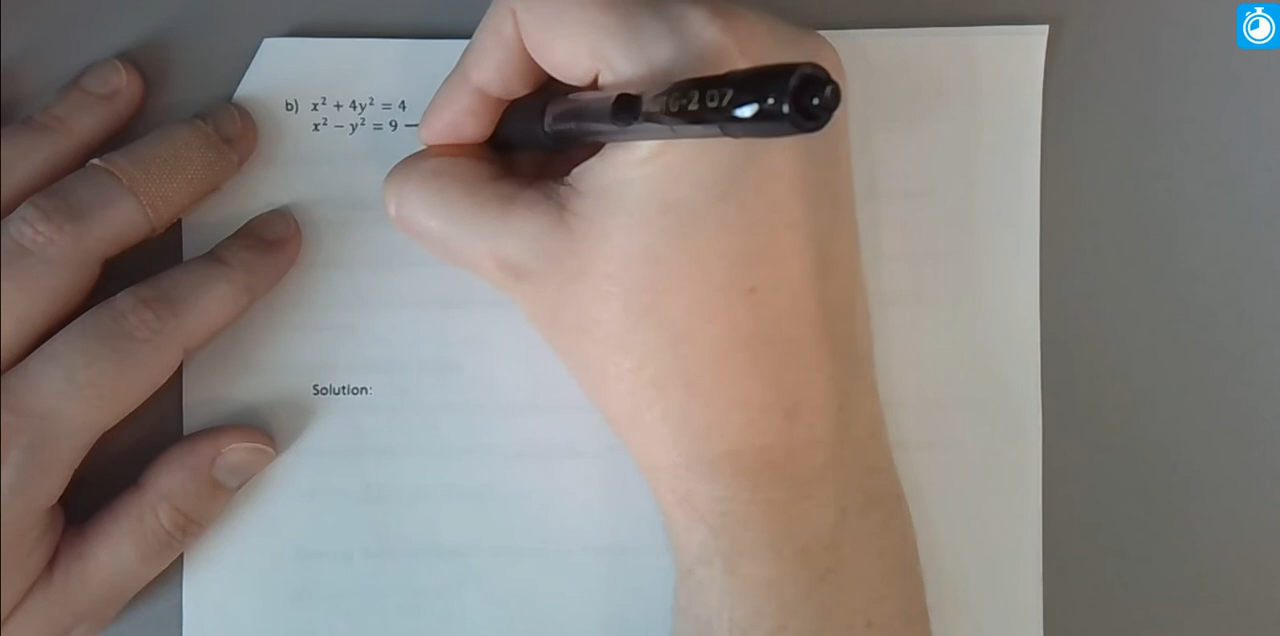 b) x² + 4y² = 4
x² − y² = 9 —
G-2 07
Solution: